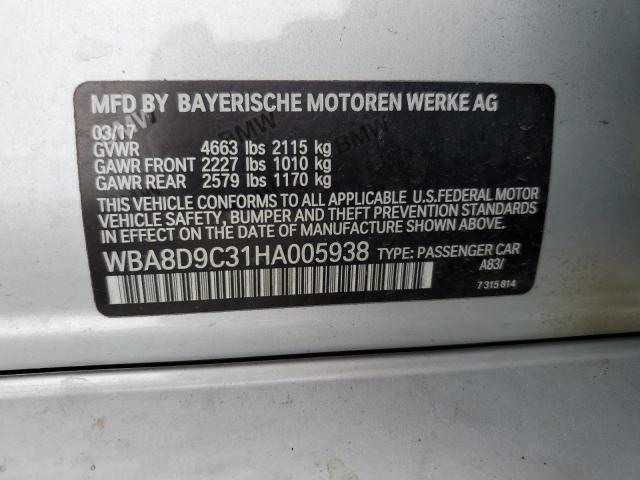 MFD BY BAYERISCHE MOTOREN WERKE AG
03/17
GVWR 4663 lbs 2115 kg
GAWR FRONT 2227 lbs 1010 kg
GAWR REAR 2579 lbs 1170 kg
THIS VEHICLE CONFORMS TO ALL APPLICABLE U.S.FEDERAL MOTOR
VEHICLE SAFETY, BUMPER AND THEFT PREVENTION STANDARDS
IN EFFECT ON THE DATE OF MANUFACTURE SHOWN ABOVE.
WBA8D9C31HA005938 TYPE: PASSENGER CAR
A83/
7 315 814
BMW
BMW